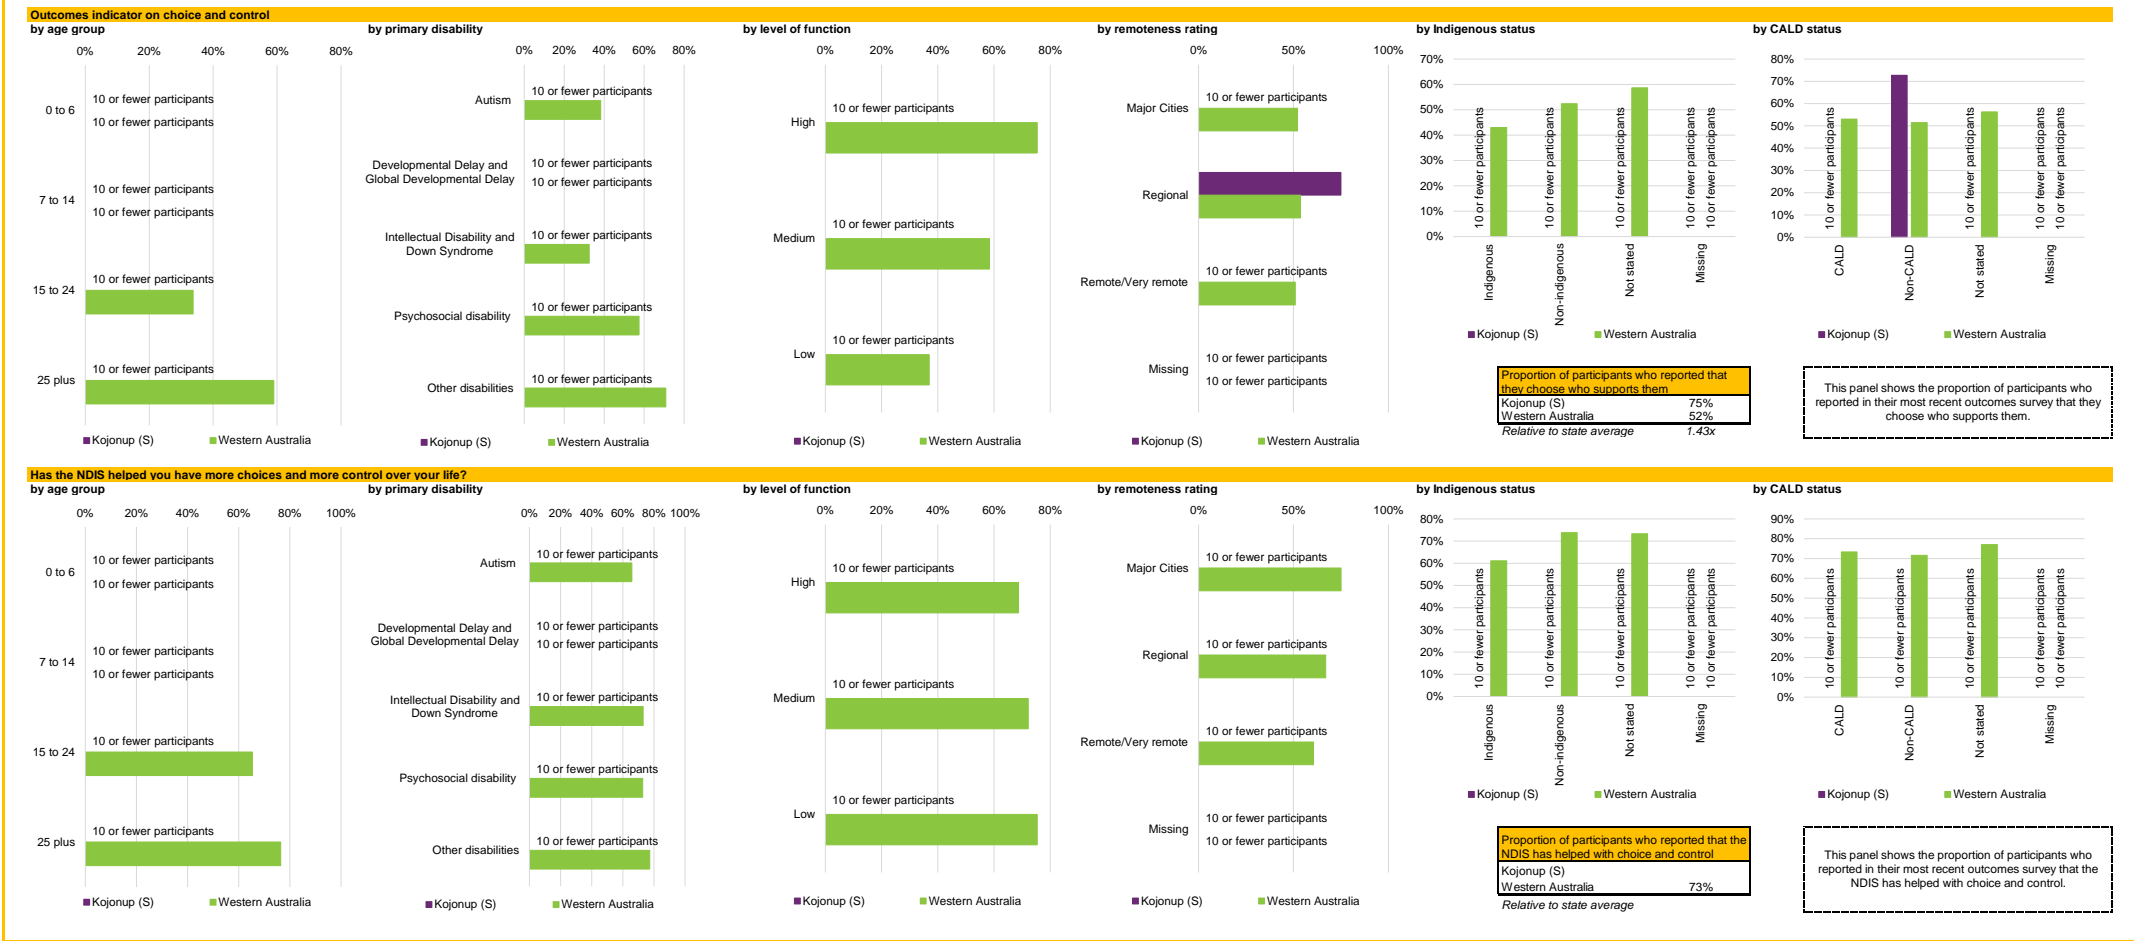 Outcomes indicator on choice and control
by age group
0% 20% 40% 60% 80%
0 to 6
10 or fewer participants
10 or fewer participants
7 to 14
10 or fewer participants
10 or fewer participants
15 to 24
10 or fewer participants
25 plus
10 or fewer participants
Kojonup (S) Western Australia
by primary disability
0% 20% 40% 60% 80%
Autism
10 or fewer participants
Developmental Delay and
Global Developmental Delay
10 or fewer participants
10 or fewer participants
Intellectual Disability and
Down Syndrome
10 or fewer participants
Psychosocial disability
10 or fewer participants
Other disabilities
10 or fewer participants
Kojonup (S) Western Australia
by level of function
0% 20% 40% 60% 80%
High
10 or fewer participants
Medium
10 or fewer participants
Low
10 or fewer participants
Kojonup (S) Western Australia
by remoteness rating
0% 50% 100%
Major Cities
10 or fewer participants
Regional
Remote/Very remote
10 or fewer participants
Missing
10 or fewer participants
10 or fewer participants
Kojonup (S) Western Australia
by Indigenous status
70%
60%
50%
40%
30%
20%
10%
0%
10 or fewer participants
10 or fewer participants
10 or fewer participants
10 or fewer participants
10 or fewer participants
Indigenous
Non-indigenous
Not stated
Missing
Kojonup (S) Western Australia
Proportion of participants who reported that
they choose who supports them
Kojonup (S) 75%
Western Australia 52%
Relative to state average 1.43x
by CALD status
80%
70%
60%
50%
40%
30%
20%
10%
0%
10 or fewer participants
10 or fewer participants
10 or fewer participants
10 or fewer participants
CALD
Non-CALD
Not stated
Missing
Kojonup (S) Western Australia
This panel shows the proportion of participants who
reported in their most recent outcomes survey that they
choose who supports them.
Has the NDIS helped you have more choices and more control over your life?
by age group
0% 20% 40% 60% 80% 100%
0 to 6
10 or fewer participants
10 or fewer participants
7 to 14
10 or fewer participants
10 or fewer participants
15 to 24
10 or fewer participants
25 plus
10 or fewer participants
Kojonup (S) Western Australia
by primary disability
0% 20% 40% 60% 80% 100%
Autism
10 or fewer participants
Developmental Delay and
Global Developmental Delay
10 or fewer participants
10 or fewer participants
Intellectual Disability and
Down Syndrome
10 or fewer participants
Psychosocial disability
10 or fewer participants
Other disabilities
10 or fewer participants
Kojonup (S) Western Australia
by level of function
0% 20% 40% 60% 80%
High
10 or fewer participants
Medium
10 or fewer participants
Low
10 or fewer participants
Kojonup (S) Western Australia
by remoteness rating
0% 50% 100%
Major Cities
10 or fewer participants
Regional
10 or fewer participants
Remote/Very remote
10 or fewer participants
Missing
10 or fewer participants
10 or fewer participants
Kojonup (S) Western Australia
by Indigenous status
80%
70%
60%
50%
40%
30%
20%
10%
0%
10 or fewer participants
10 or fewer participants
10 or fewer participants
10 or fewer participants
10 or fewer participants
Indigenous
Non-indigenous
Not stated
Missing
Kojonup (S) Western Australia
Proportion of participants who reported that the
NDIS has helped with choice and control
Kojonup (S)
Western Australia 73%
Relative to state average
by CALD status
90%
80%
70%
60%
50%
40%
30%
20%
10%
0%
10 or fewer participants
10 or fewer participants
10 or fewer participants
10 or fewer participants
10 or fewer participants
CALD
Non-CALD
Not stated
Missing
Kojonup (S) Western Australia
This panel shows the proportion of participants who
reported in their most recent outcomes survey that the
NDIS has helped with choice and control.